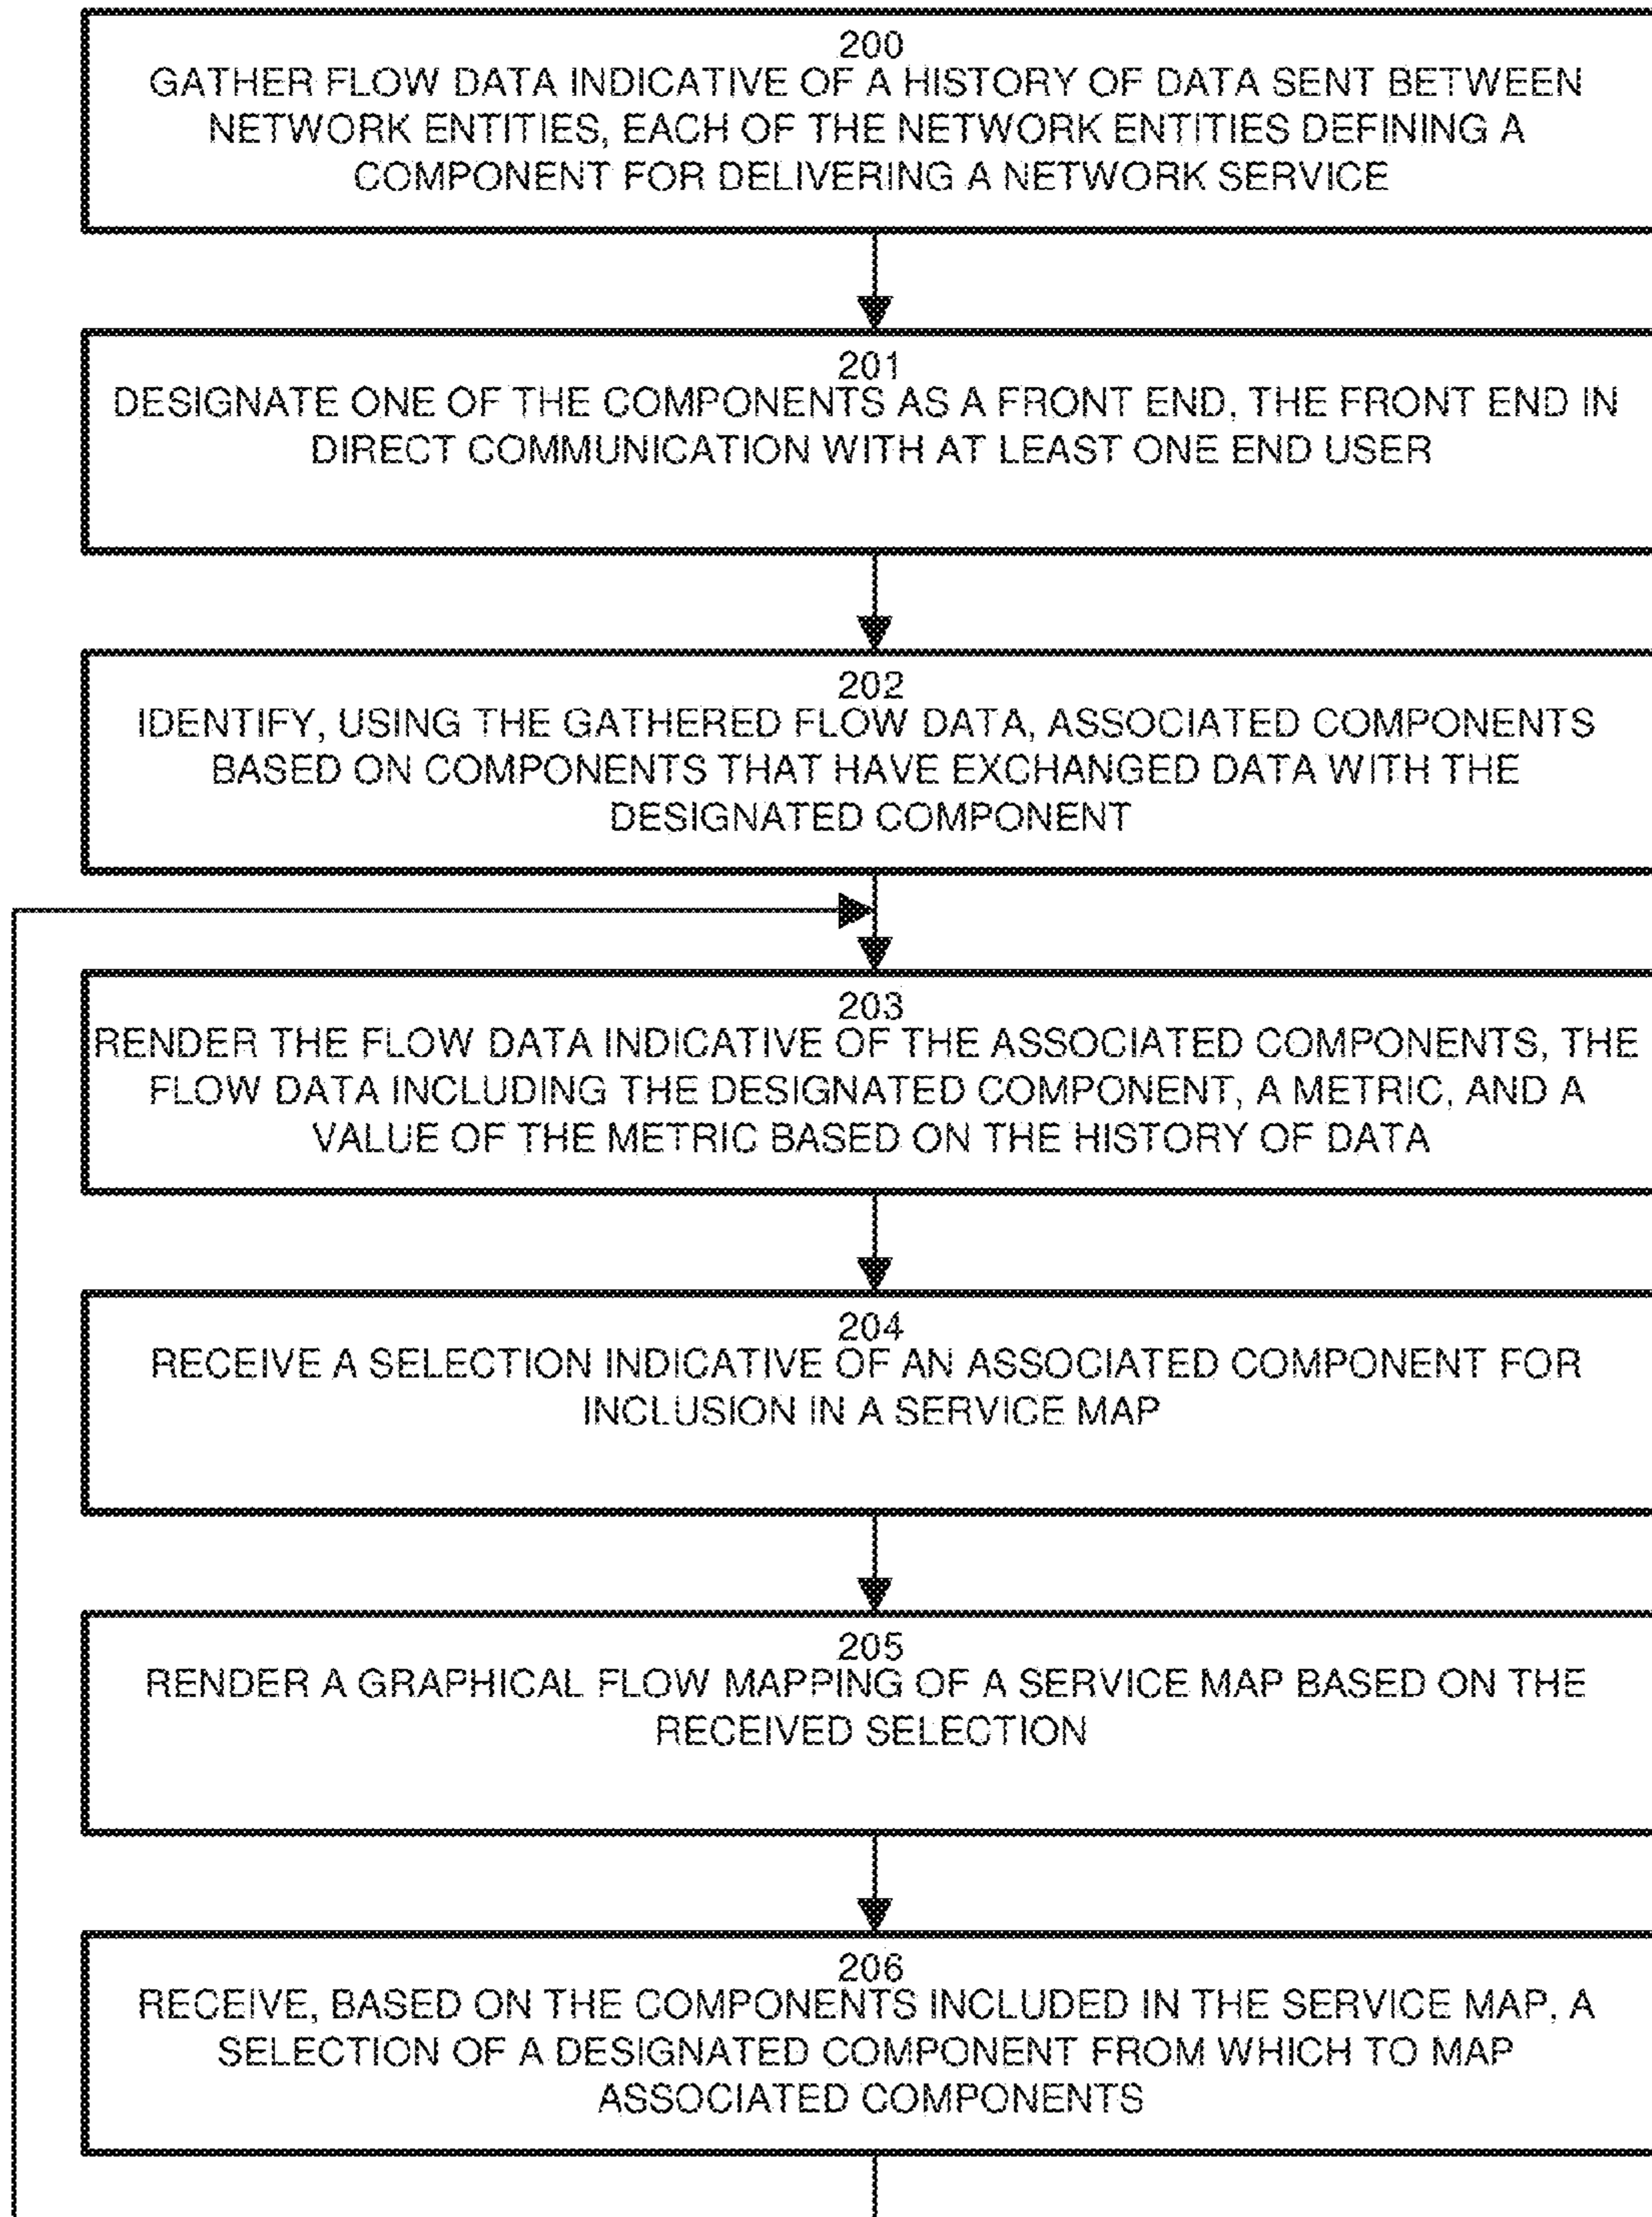 200
GATHER FLOW DATA INDICATIVE OF A HISTORY OF DATA SENT BETWEEN
NETWORK ENTITIES, EACH OF THE NETWORK ENTITIES DEFINING A
COMPONENT FOR DELIVERING A NETWORK SERVICE
201
DESIGNATE ONE OF THE COMPONENTS AS A FRONT END, THE FRONT END IN
DIRECT COMMUNICATION WITH AT LEAST ONE END USER
202
IDENTIFY, USING THE GATHERED FLOW DATA, ASSOCIATED COMPONENTS
BASED ON COMPONENTS THAT HAVE EXCHANGED DATA WITH THE
DESIGNATED COMPONENT
203
RENDER THE FLOW DATA INDICATIVE OF THE ASSOCIATED COMPONENTS, THE
FLOW DATA INCLUDING THE DESIGNATED COMPONENT, A METRIC, AND A
VALUE OF THE METRIC BASED ON THE HISTORY OF DATA
204
RECEIVE A SELECTION INDICATIVE OF AN ASSOCIATED COMPONENT FOR
INCLUSION IN A SERVICE MAP
205
RENDER A GRAPHICAL FLOW MAPPING OF A SERVICE MAP BASED ON THE
RECEIVED SELECTION
206
RECEIVE, BASED ON THE COMPONENTS INCLUDED IN THE SERVICE MAP, A
SELECTION OF A DESIGNATED COMPONENT FROM WHICH TO MAP
ASSOCIATED COMPONENTS